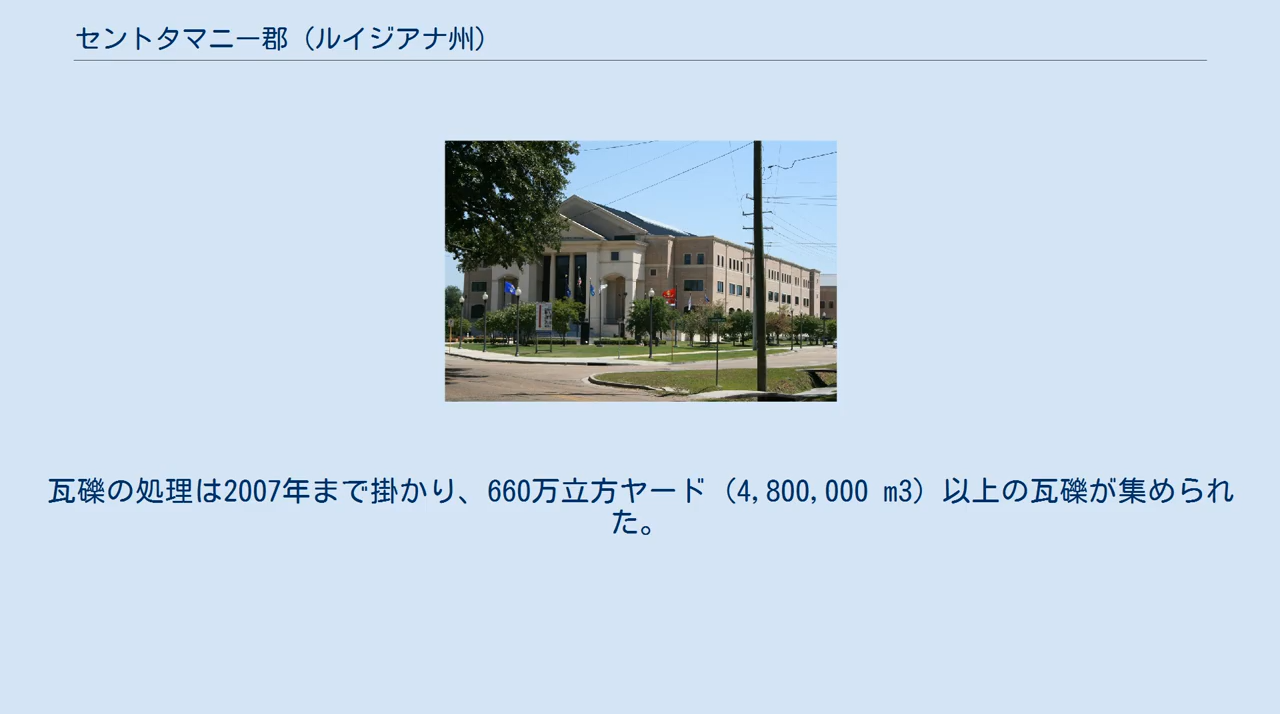 セントタマニー郡（ルイジアナ州）
瓦礫の処理は2007年まで掛かり、660万立方ヤード（4,800,000 m3）以上の瓦礫が集められ
た。